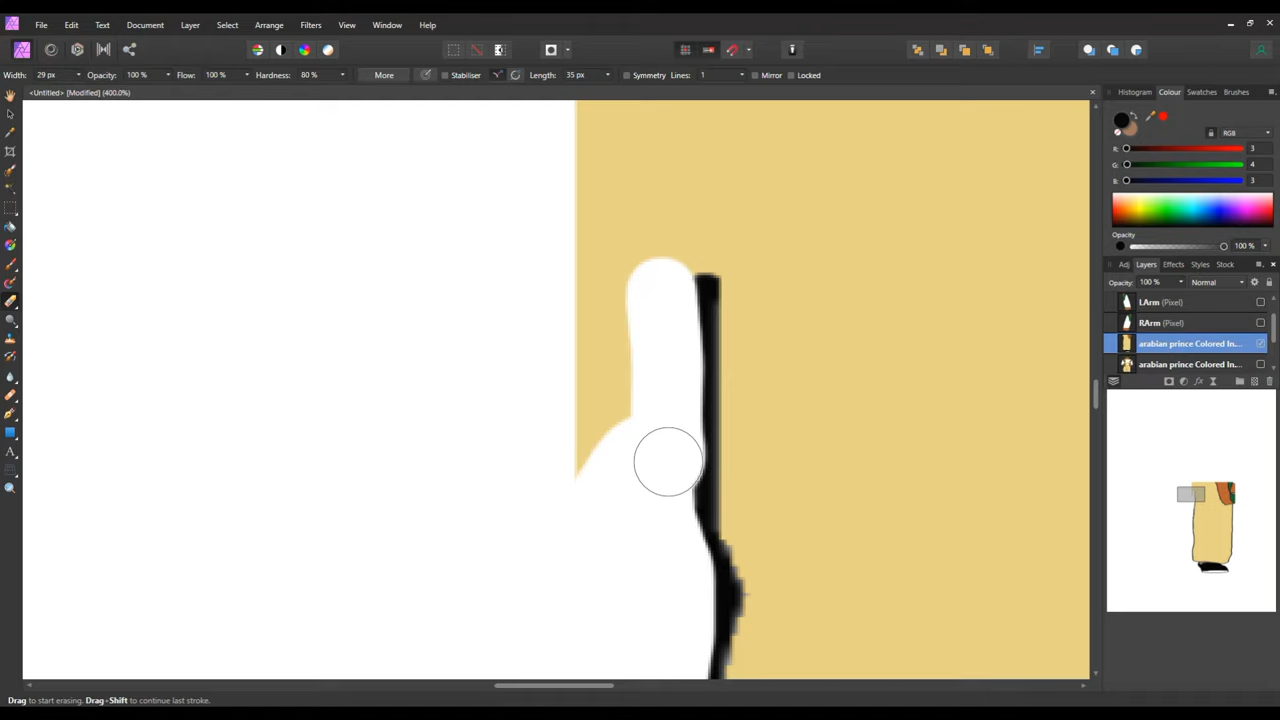 File Edit Text Document Layer Select Arrange Filters View Window Help
Width: 29 px Opacity: 100 % Flow: 100 % Hardness: 80 % More Stabiliser Length: 35 px Symmetry Lines: 1 Mirror Locked
<Untitled> [Modified] (400.0%)
Histogram Colour Swatches Brushes
RGB
R: 3
G: 4
B: 3
Opacity
100 %
Adj Layers Effects Styles Stock
Opacity: 100 % Normal
LArm (Pixel)
RArm (Pixel)
arabian prince Colored In...
arabian prince Colored In...
Drag to start erasing. Drag+Shift to continue last stroke.